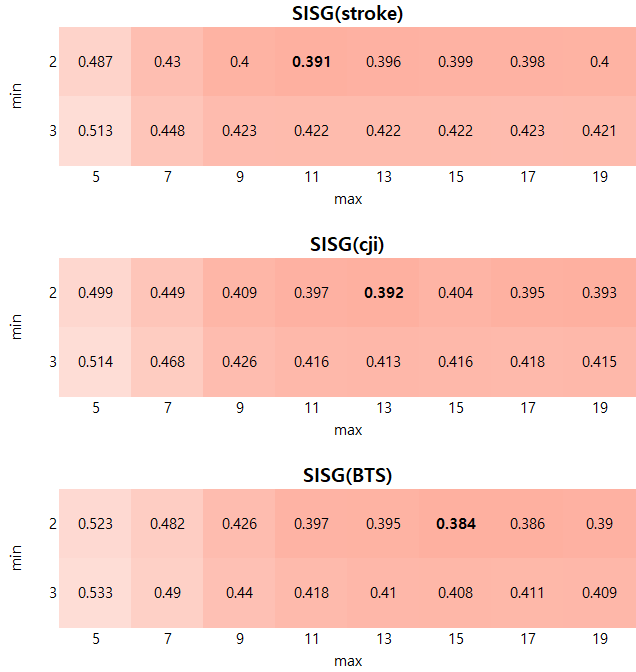 SISG(stroke)
min
2 0.487 0.43 0.4 0.391 0.396 0.399 0.398 0.4
3 0.513 0.448 0.423 0.422 0.422 0.422 0.423 0.421
5 7 9 11 13 15 17 19
max
SISG(cji)
min
2 0.499 0.449 0.409 0.397 0.392 0.404 0.395 0.393
3 0.514 0.468 0.426 0.416 0.413 0.416 0.418 0.415
5 7 9 11 13 15 17 19
max
SISG(BTS)
min
2 0.523 0.482 0.426 0.397 0.395 0.384 0.386 0.39
3 0.533 0.49 0.44 0.418 0.41 0.408 0.411 0.409
5 7 9 11 13 15 17 19
max